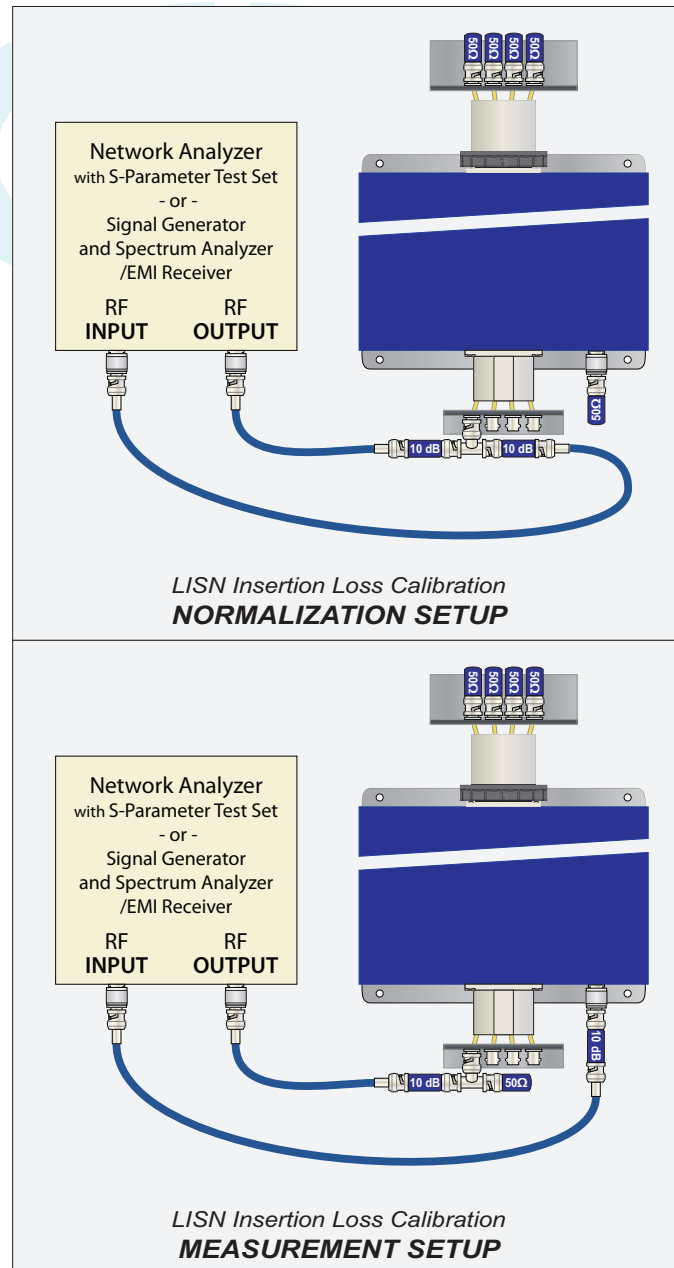 50Ω 50Ω 50Ω 50Ω
Network Analyzer
with S-Parameter Test Set
- or -
Signal Generator
and Spectrum Analyzer
/EMI Receiver
RF RF
INPUT OUTPUT
50Ω
10 dB 10 dB
LISN Insertion Loss Calibration
NORMALIZATION SETUP
50Ω 50Ω 50Ω 50Ω
Network Analyzer
with S-Parameter Test Set
- or -
Signal Generator
and Spectrum Analyzer
/EMI Receiver
RF RF
INPUT OUTPUT
10 dB
10 dB 50Ω
LISN Insertion Loss Calibration
MEASUREMENT SETUP